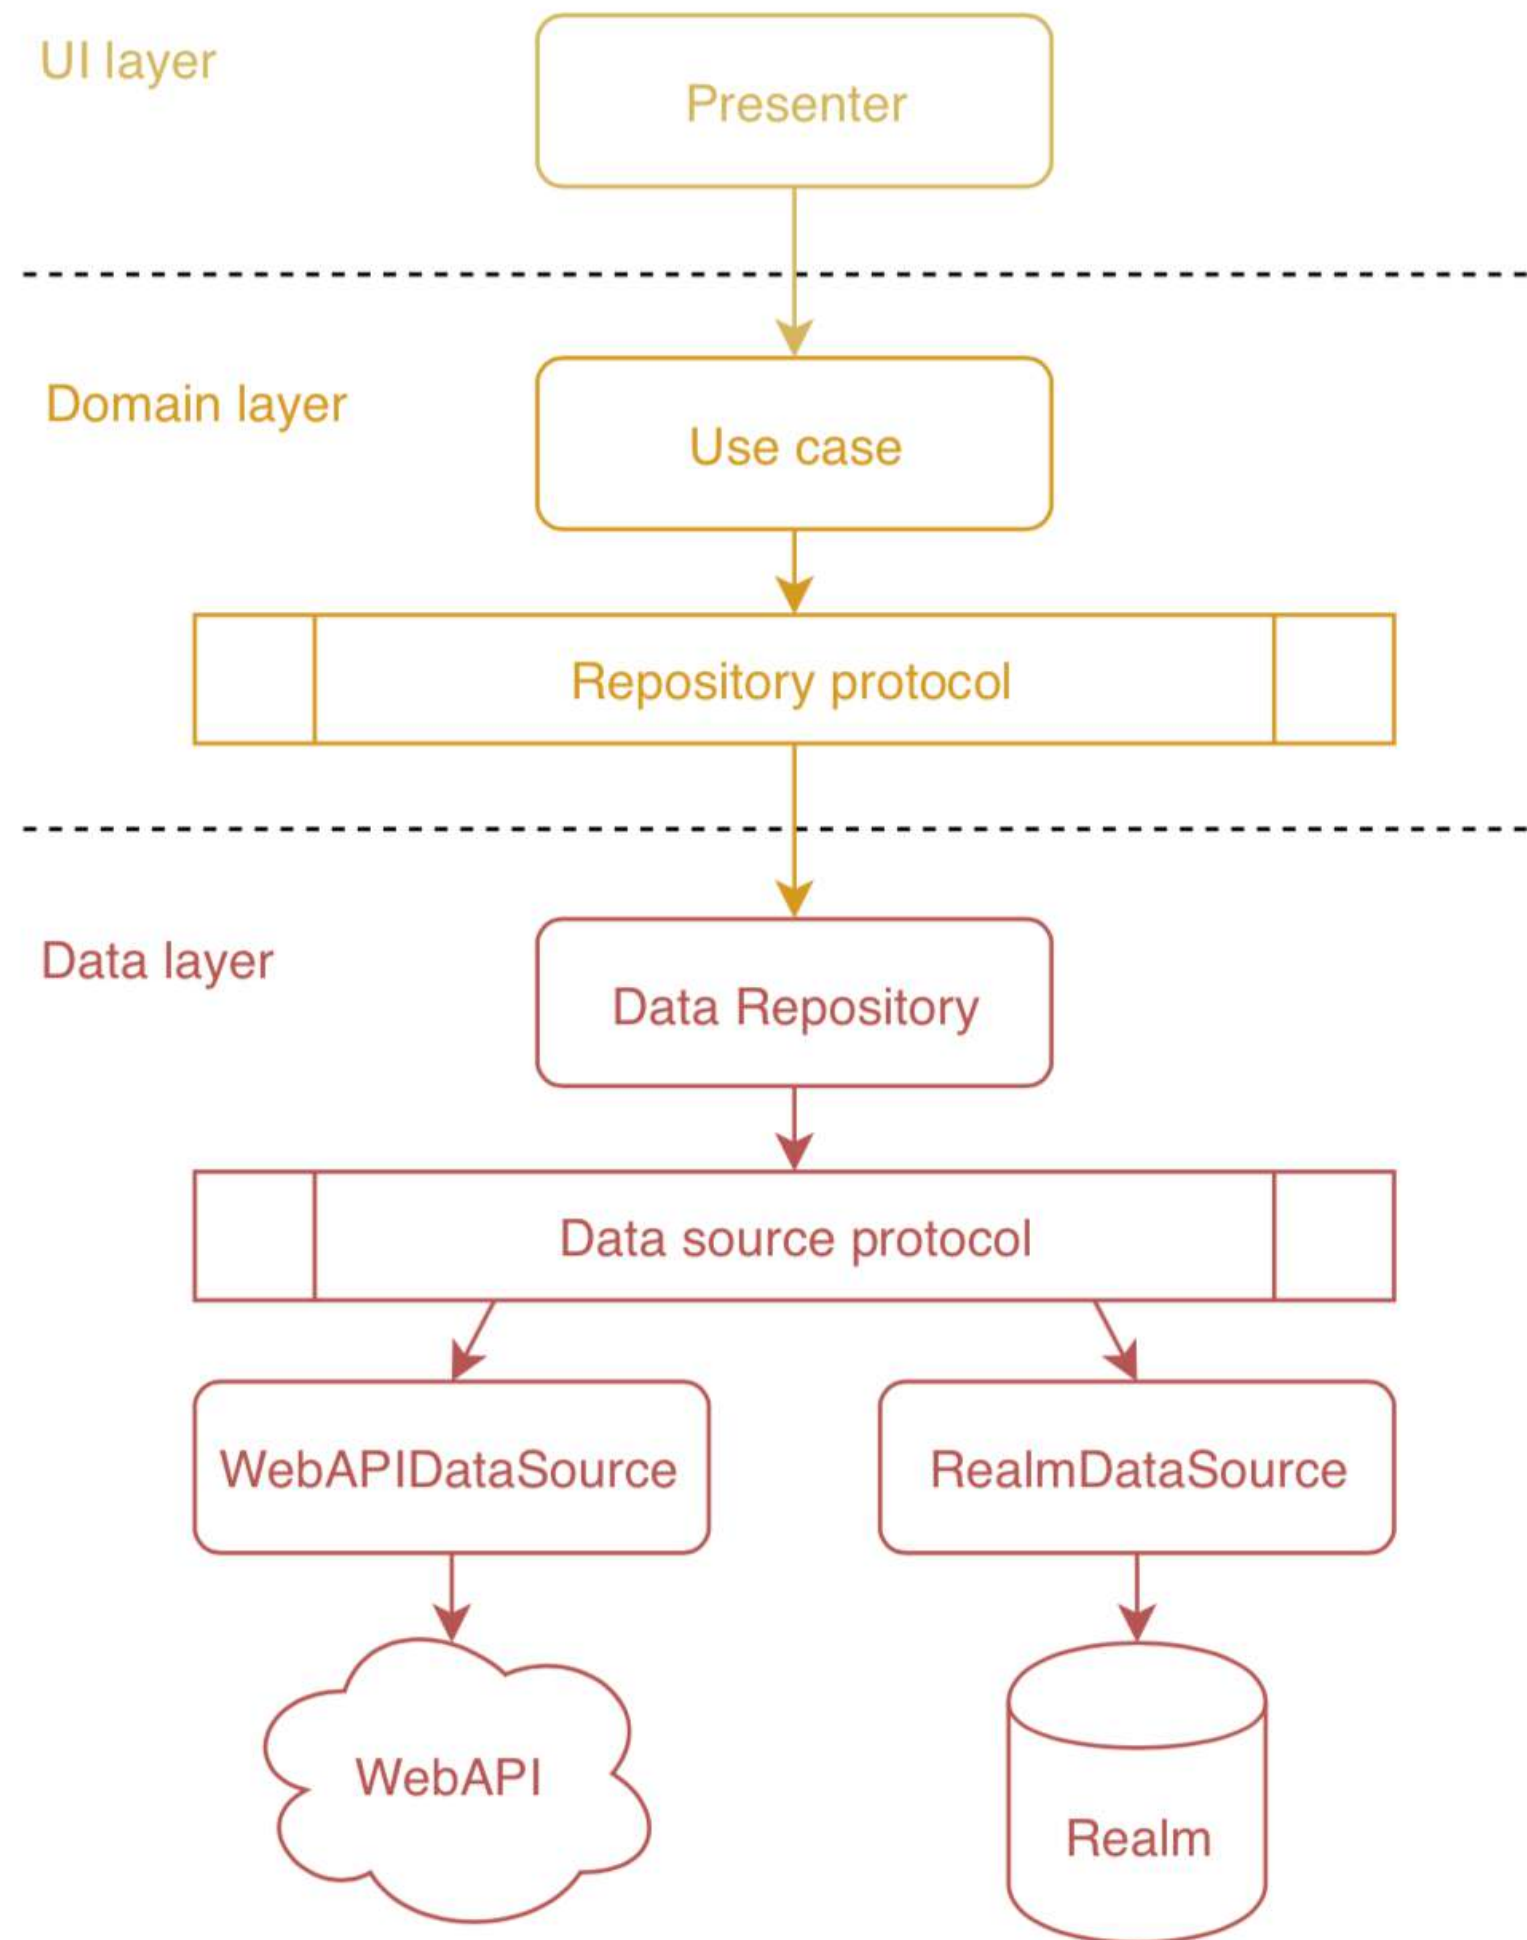 UI layer
Presenter
Domain layer
Use case
Repository protocol
Data layer
Data Repository
Data source protocol
WebAPIDataSource
RealmDataSource
WebAPI
Realm